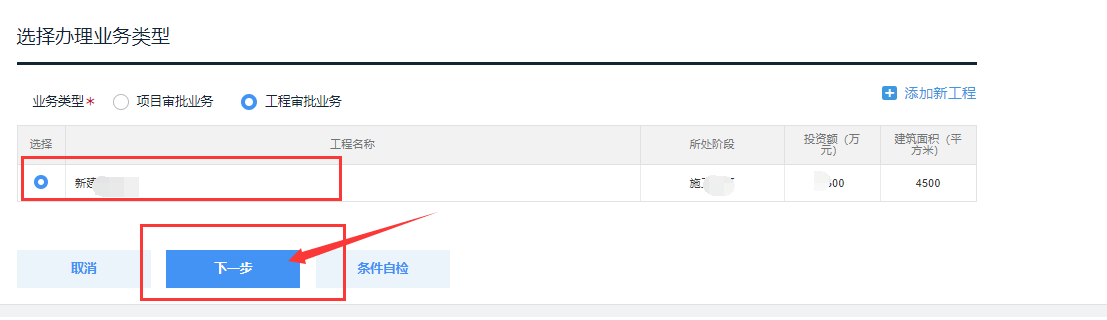 选择办理业务类型
业务类型* 项目审批业务 工程审批业务 添加新工程
选择 工程名称 所处阶段 投资额（万元） 建筑面积（平方米）
新建 施 00 4500
取消 下一步 条件自检